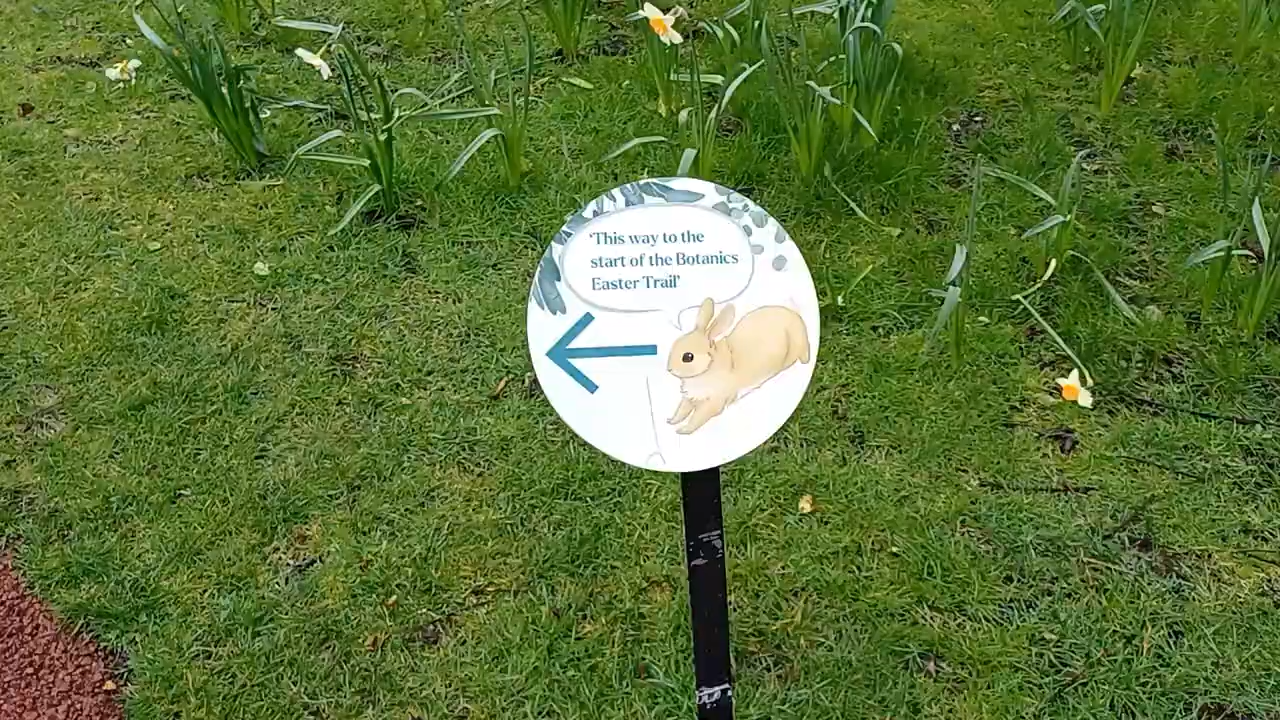 'This way to the
start of the Botanics
Easter Trail'